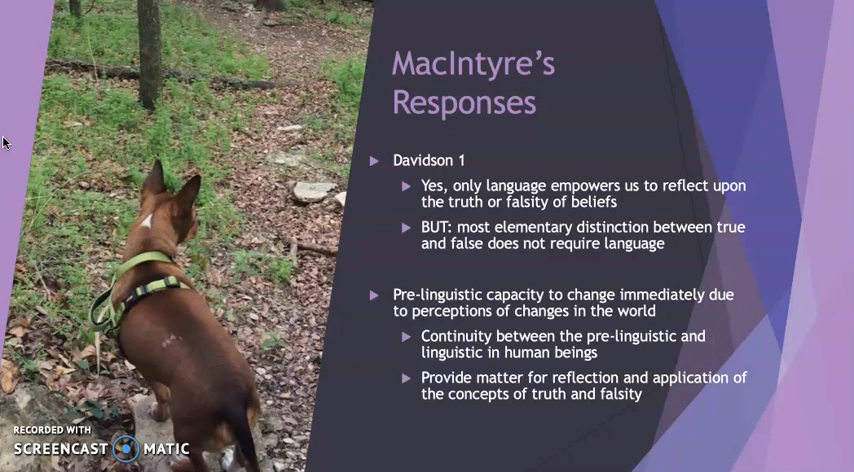 MacIntyre's
Responses
Davidson 1
Yes, only language empowers us to reflect upon
the truth or falsity of beliefs
BUT: most elementary distinction between true
and false does not require language
Pre-linguistic capacity to change immediately due
to perceptions of changes in the world
Continuity between the pre-linguistic and
linguistic in human beings
Provide matter for reflection and application of
the concepts of truth and falsity
RECORDED WITH
SCREENCAST MATIC